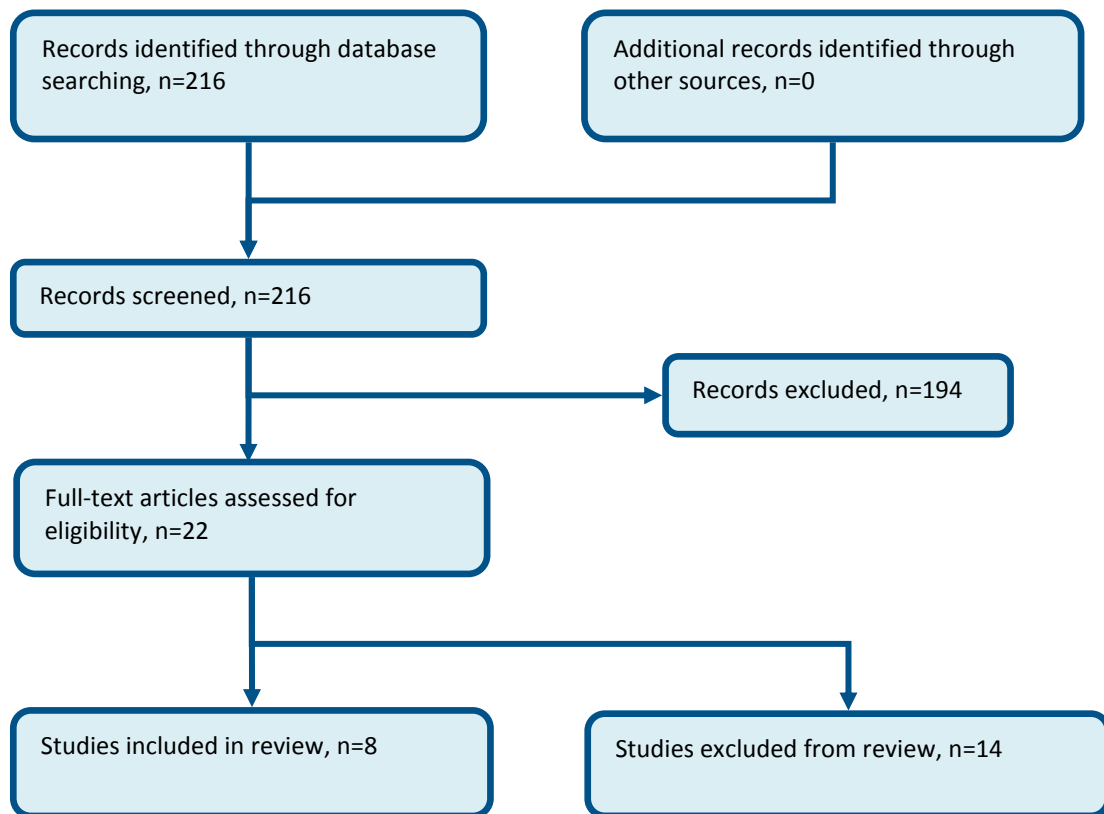 Records identified through database
searching, n=216
Additional records identified through
other sources, n=0
Records screened, n=216
Records excluded, n=194
Full-text articles assessed for
eligibility, n=22
Studies included in review, n=8
Studies excluded from review, n=14